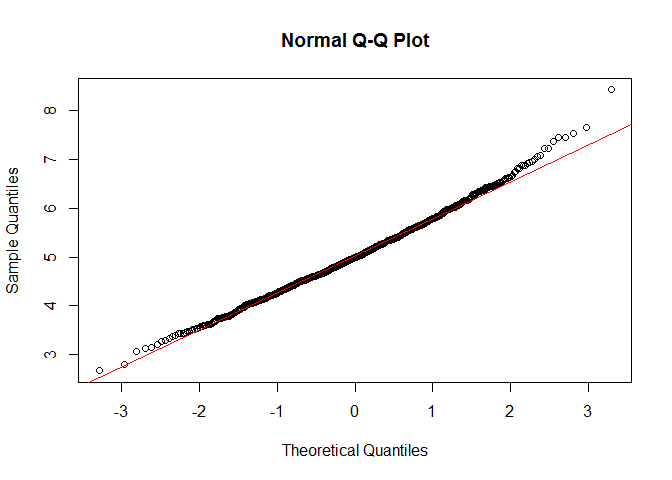 Normal Q-Q Plot
Sample Quantiles
8
7
6
5
4
3
-3 -2 -1 0 1 2 3
Theoretical Quantiles